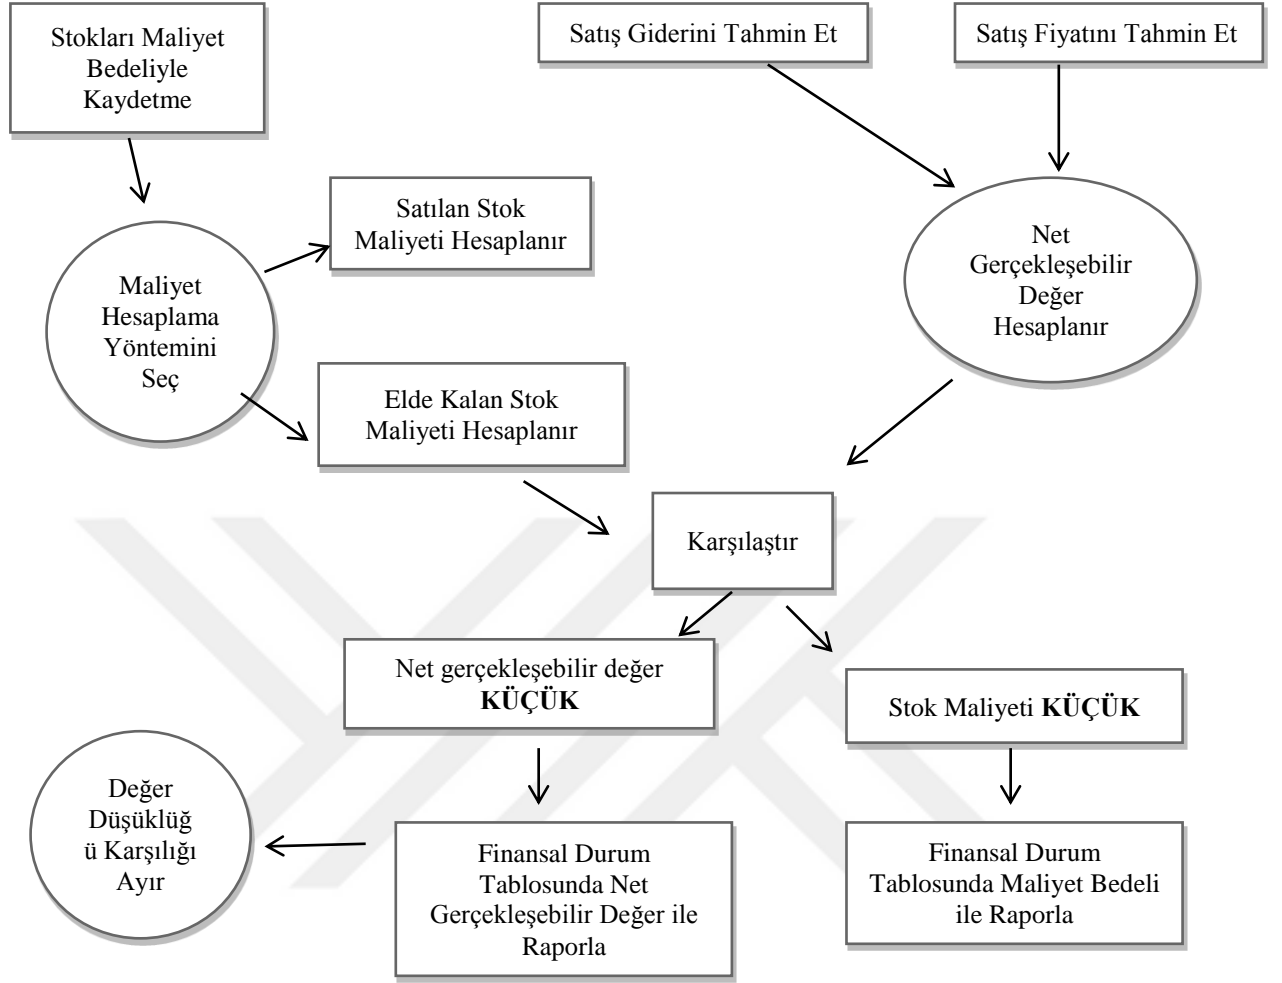 Stokları Maliyet
Bedeliyle
Kaydetme
Satış Giderini Tahmin Et
Satış Fiyatını Tahmin Et
Satılan Stok
Maliyeti Hesaplanır
Net
Gerçekleşebilir
Değer
Hesaplanır
Maliyet
Hesaplama
Yöntemini
Seç
Elde Kalan Stok
Maliyeti Hesaplanır
Karşılaştır
Net gerçekleşebilir değer
KÜÇÜK
Stok Maliyeti KÜÇÜK
Değer
Düşüklüğ
ü Karşılığı
Ayır
Finansal Durum
Tablosunda Net
Gerçekleşebilir Değer ile
Raporla
Finansal Durum
Tablosunda Maliyet Bedeli
ile Raporla